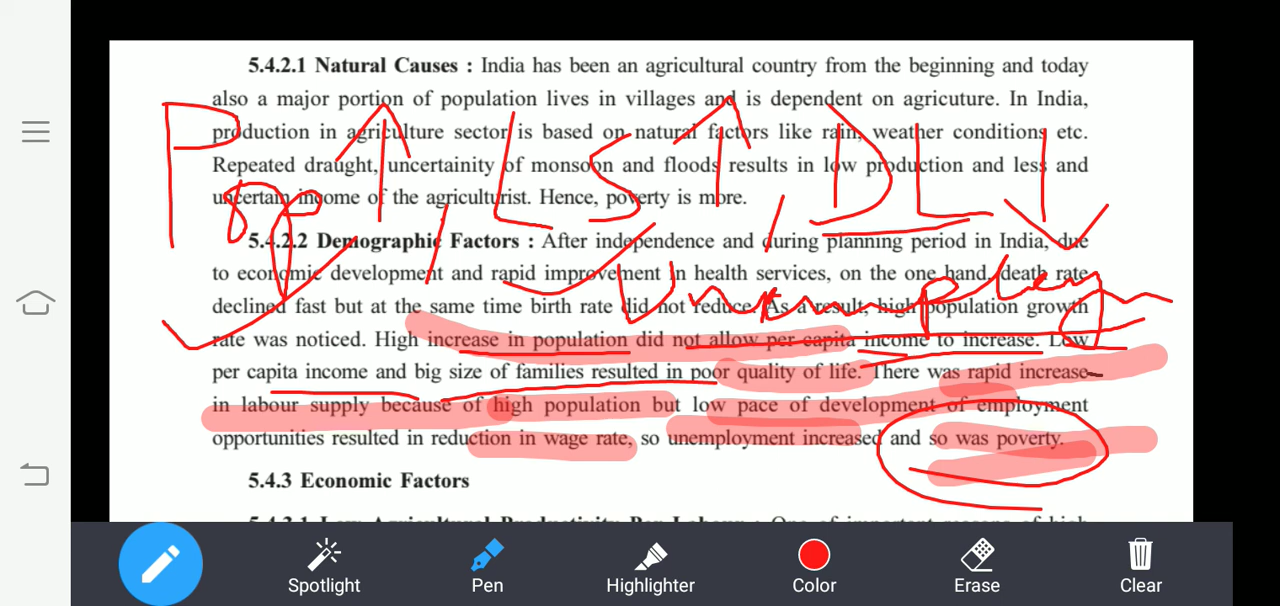 5.4.2.1 Natural Causes : India has been an agricultural country from the beginning and today
also a major portion of population lives in villages and is dependent on agricuture. In India,
production in agriculture sector is based on natural factors like rain, weather conditions etc.
Repeated draught, uncertainity of monsoon and floods results in low production and less and
uncertain income of the agriculturist. Hence, poverty is more.
Pop ↑, LS ↑, DL ↓
5.4.2.2 Demographic Factors : After independence and during planning period in India, due
to economic development and rapid improvement in health services, on the one hand, death rate
declined fast but at the same time birth rate did not reduce. As a result, high population growth
rate was noticed. High increase in population did not allow per capita income to increase. Low
per capita income and big size of families resulted in poor quality of life. There was rapid increase
in labour supply because of high population but low pace of development of employment
opportunities resulted in reduction in wage rate, so unemployment increased and so was poverty.
5.4.3 Economic Factors
Spotlight Pen Highlighter Color Erase Clear